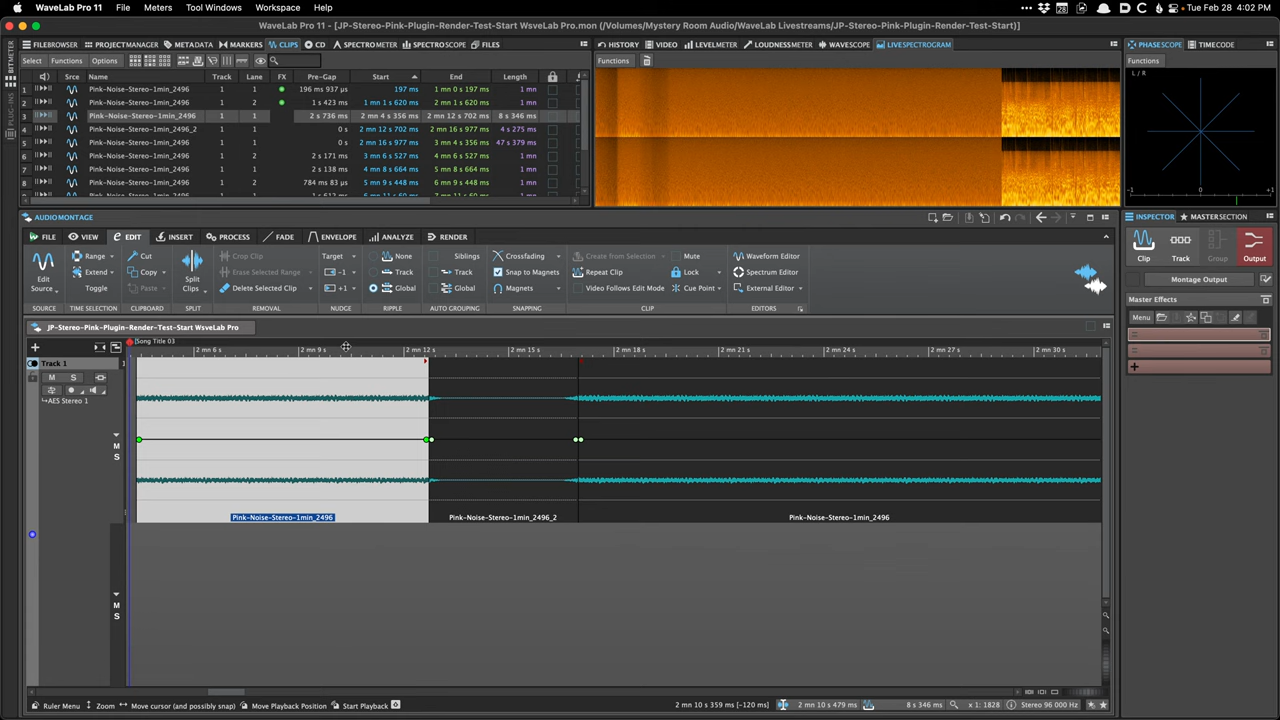 WaveLab Pro 11 File Meters Tool Windows Workspace Help
Tue Feb 28 4:02 PM
WaveLab Pro 11 - [JP-Stereo-Pink-Plugin-Render-Test-Start WsveLab Pro.mon (/Volumes/Mystery Room Audio/WaveLab Livestreams/JP-Stereo-Pink-Plugin-Render-Test-Start)]
BITMETER
PLUG-INS
FILEBROWSER PROJECTMANAGER METADATA MARKERS CLIPS CD SPECTROMETER SPECTROSCOPE FILES
Select Functions Options
Srce Name Track Lane FX Pre-Gap Start End Length
1 Pink-Noise-Stereo-1min_2496 1 1 196 ms 937 µs 197 ms 1 mn 0 s 197 ms 1 mn
2 Pink-Noise-Stereo-1min_2496 1 2 1 s 423 ms 1 mn 1 s 620 ms 2 mn 1 s 620 ms 1 mn
3 Pink-Noise-Stereo-1min_2496 1 1 2 s 736 ms 2 mn 4 s 356 ms 2 mn 12 s 702 ms 8 s 346 ms
4 Pink-Noise-Stereo-1min_2496_2 1 1 0 s 2 mn 12 s 702 ms 2 mn 16 s 977 ms 4 s 275 ms
5 Pink-Noise-Stereo-1min_2496 1 1 0 s 2 mn 16 s 977 ms 3 mn 4 s 356 ms 47 s 379 ms
6 Pink-Noise-Stereo-1min_2496 1 2 2 s 171 ms 3 mn 6 s 527 ms 4 mn 6 s 527 ms 1 mn
7 Pink-Noise-Stereo-1min_2496 1 1 2 s 138 ms 4 mn 8 s 664 ms 5 mn 8 s 664 ms 1 mn
8 Pink-Noise-Stereo-1min_2496 1 2 784 ms 83 µs 5 mn 9 s 448 ms 6 mn 9 s 448 ms 1 mn
HISTORY VIDEO LEVELMETER LOUDNESSMETER WAVESCOPE LIVESPECTROGRAM
Functions
PHASESCOPE TIMECODE
Functions
L / R
-1 0 +1
AUDIOMONTAGE
FILE VIEW EDIT INSERT PROCESS FADE ENVELOPE ANALYZE RENDER
Range Cut Crop Clip Target None Siblings Crossfading Create from Selection Mute Waveform Editor
Edit Source Extend Copy Split Clips Erase Selected Range -1 Track Track Snap to Magnets Repeat Clip Lock Spectrum Editor
Toggle Delete Selected Clip +1 Global Global Magnets Video Follows Edit Mode Cue Point External Editor
SOURCE RANGE CLIPBOARD SPLIT REMOVAL NUDGE RIPPLE AUTO GROUPING SNAPPING CLIP EDITORS
INSPECTOR MASTERSECTION
Clip Track Group Output
Montage Output
Master Effects
Menu
JP-Stereo-Pink-Plugin-Render-Test-Start WsveLab Pro
Song Title 03
2 mn 6 s 2 mn 9 s 2 mn 12 s 2 mn 15 s 2 mn 18 s 2 mn 21 s 2 mn 24 s 2 mn 27 s 2 mn 30 s
Track 1 1
M S
AES Stereo 1
M
S
Pink-Noise-Stereo-1min_2496 Pink-Noise-Stereo-1min_2496_2 Pink-Noise-Stereo-1min_2496
M
S
Ruler Menu Zoom Move cursor (and possibly snap) Move Playback Position Start Playback 2 mn 10 s 359 ms [-120 ms] 2 mn 10 s 479 ms 8 s 346 ms x 1: 1828 Stereo 96 000 Hz